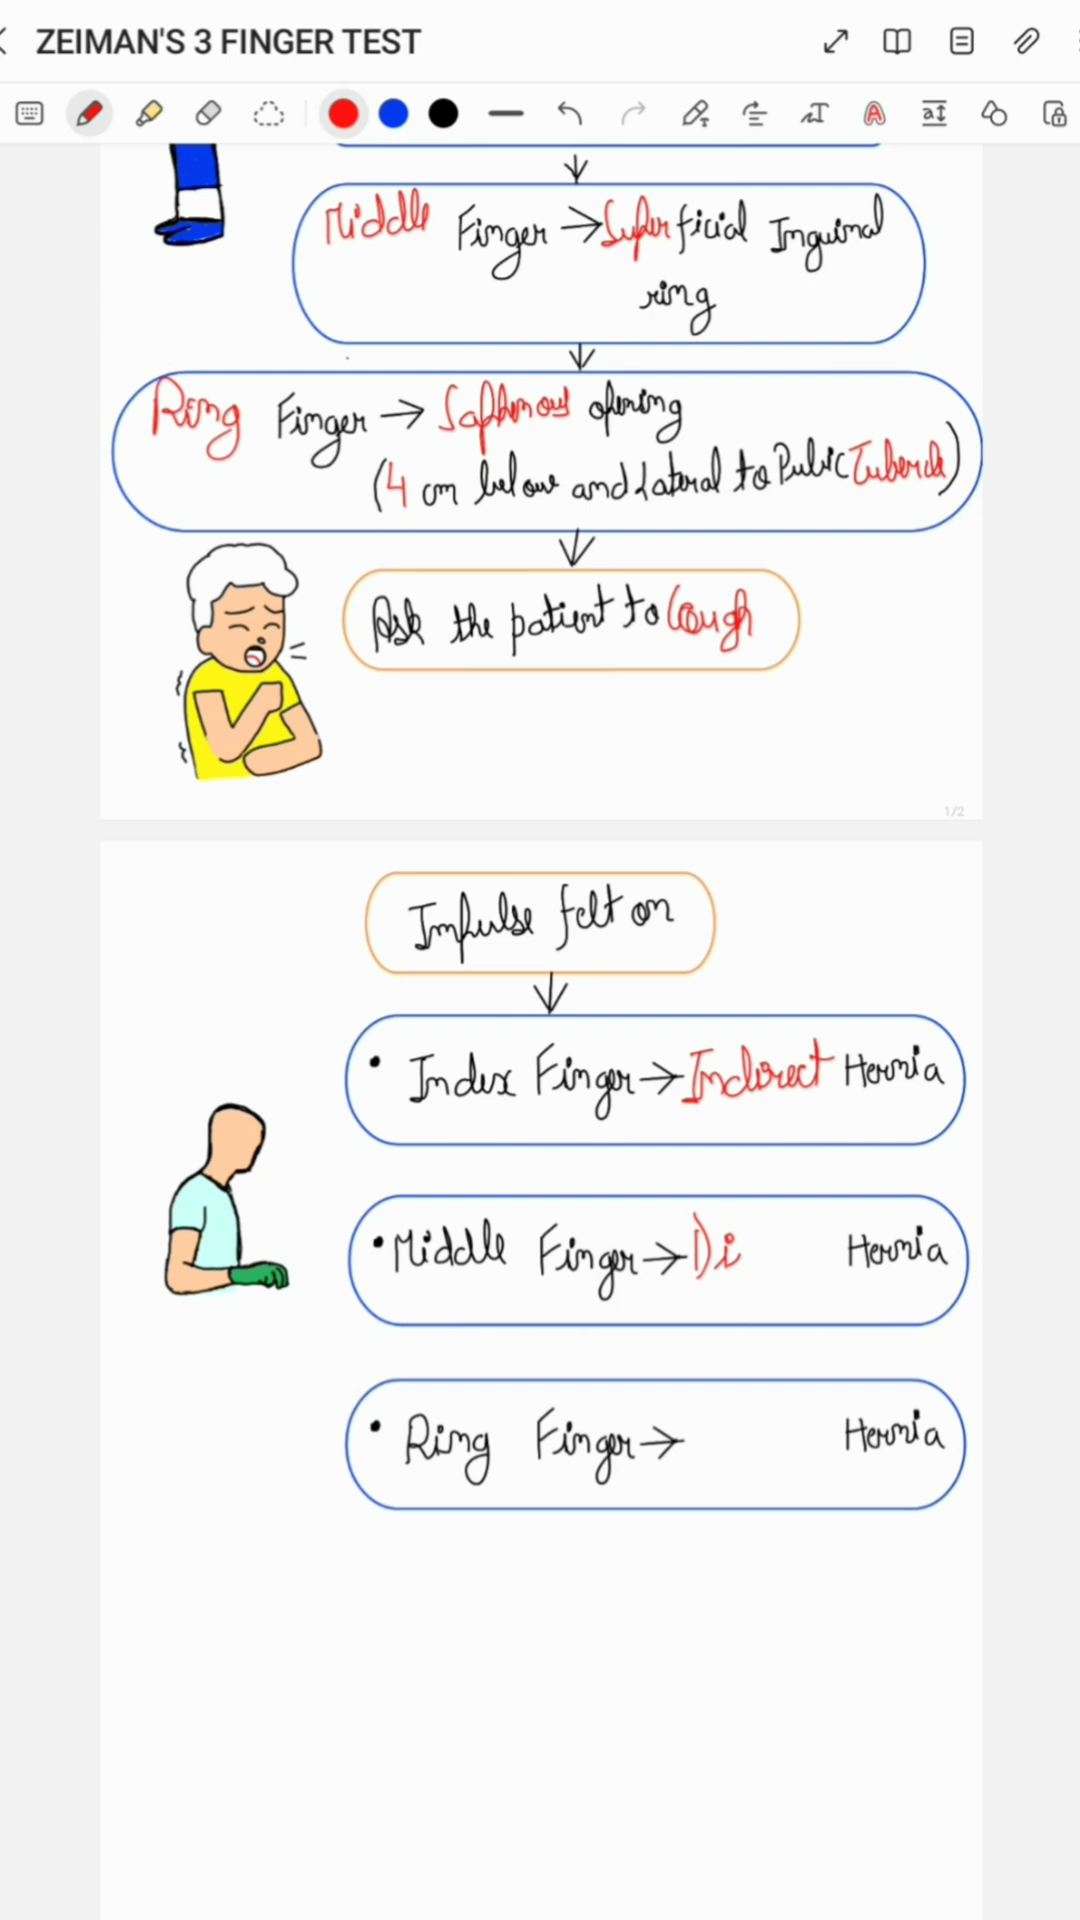 ZEIMAN'S 3 FINGER TEST
Middle Finger → Superficial Inguinal
ring
Ring Finger → Saphenous opening
(4 cm below and Lateral to Pubic Tubercle)
Ask the patient to Cough
1/2
Impulse felt on
• Index Finger → Indirect Hernia
• Middle Finger → Di Hernia
• Ring Finger → Hernia